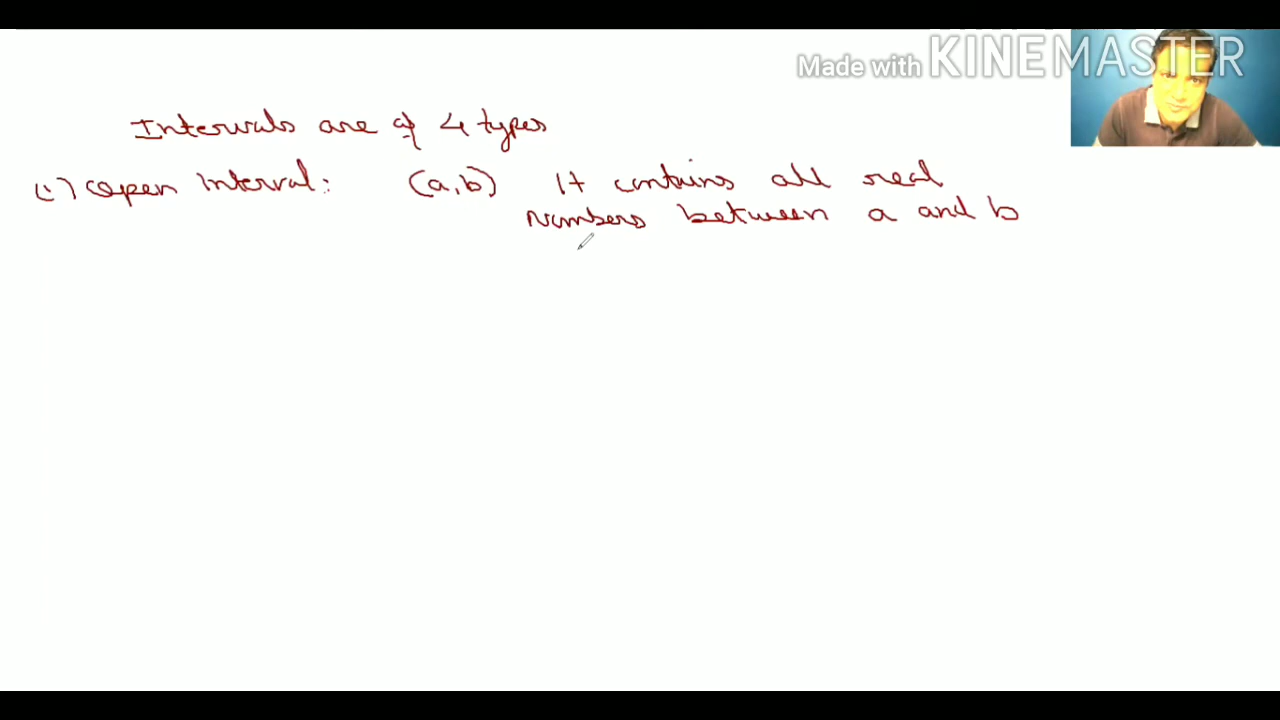 Made with KINEMASTER
Intervals are of 4 types
(i) Open Interval: (a,b) It contains all real
numbers between a and b